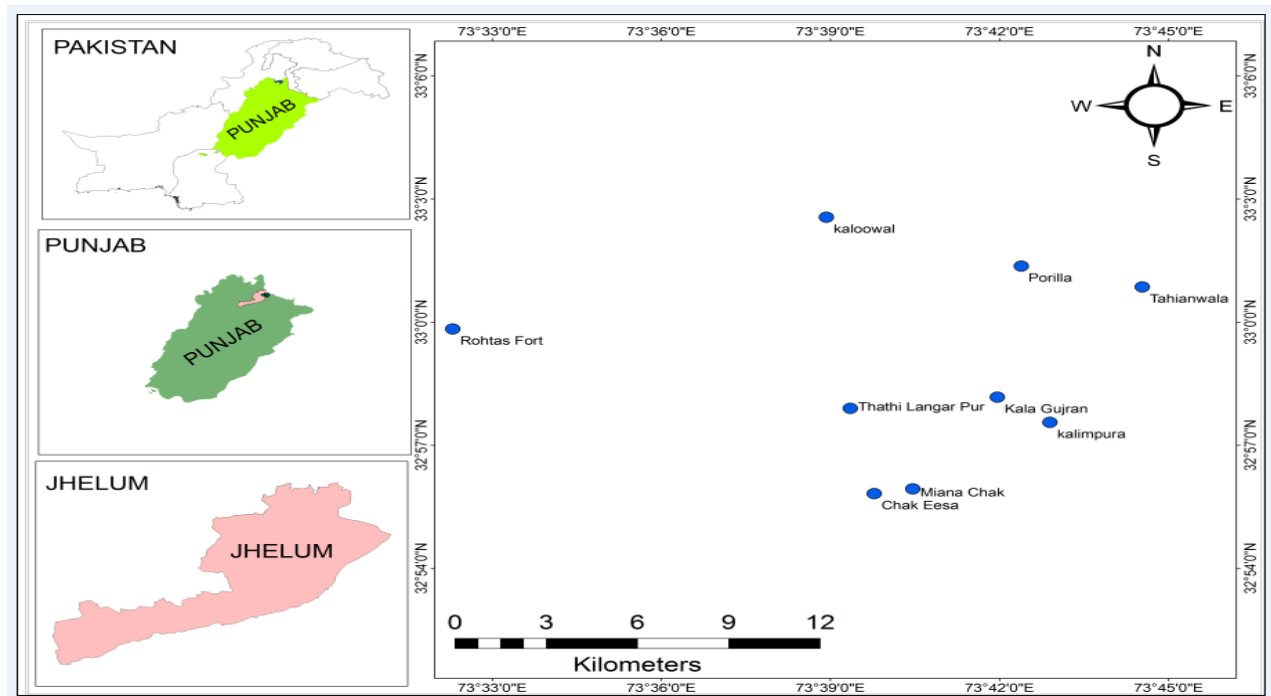 PAKISTAN
PUNJAB
PUNJAB
PUNJAB
JHELUM
JHELUM
73°33'0"E
73°36'0"E
73°39'0"E
73°42'0"E
73°45'0"E
33°6'0"N
33°6'0"N
N
W
E
S
33°3'0"N
33°3'0"N
kaloowal
Porilla
Tahianwala
33°0'0"N
33°0'0"N
Rohtas Fort
Thathi Langar Pur
Kala Gujran
kalimpura
32°57'0"N
32°57'0"N
Miana Chak
Chak Eesa
32°54'0"N
32°54'0"N
0 3 6 9 12
Kilometers
73°33'0"E
73°36'0"E
73°39'0"E
73°42'0"E
73°45'0"E